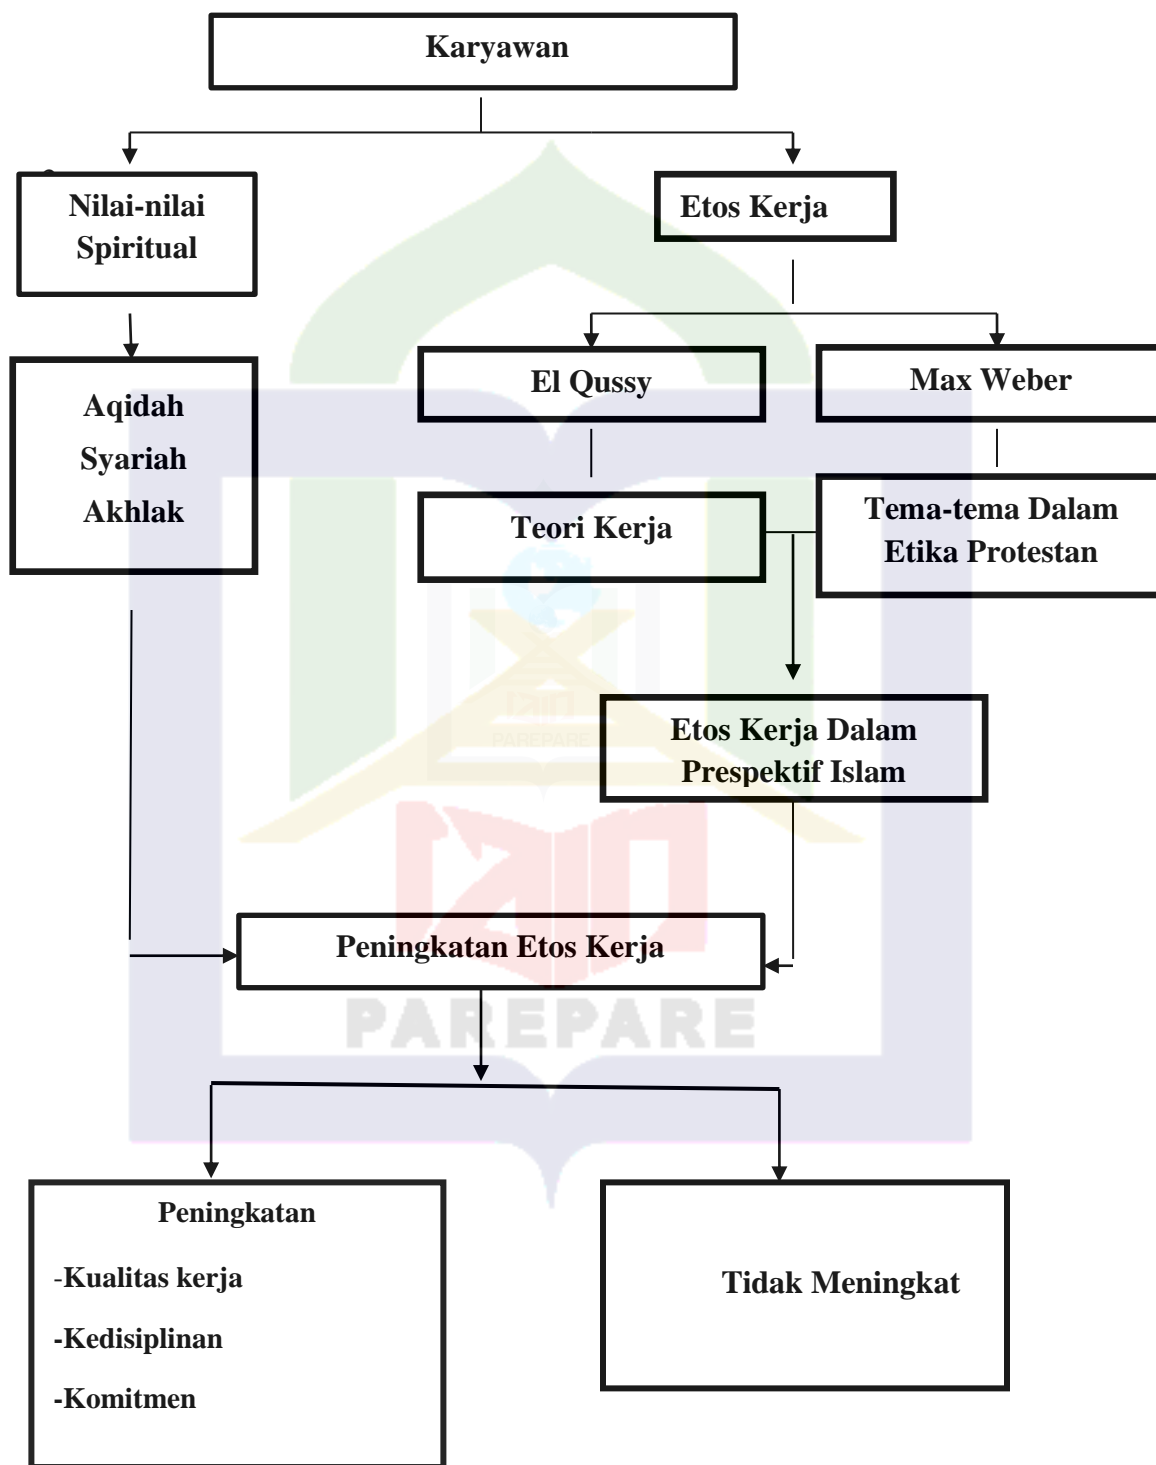 Karyawan
Nilai-nilai
Spiritual
Etos Kerja
Aqidah
Syariah
Akhlak
El Qussy
Max Weber
Teori Kerja
Tema-tema Dalam
Etika Protestan
Etos Kerja Dalam
Prespektif Islam
PAREPARE
Peningkatan Etos Kerja
PAREPARE
Peningkatan
-Kualitas kerja
-Kedisiplinan
-Komitmen
Tidak Meningkat